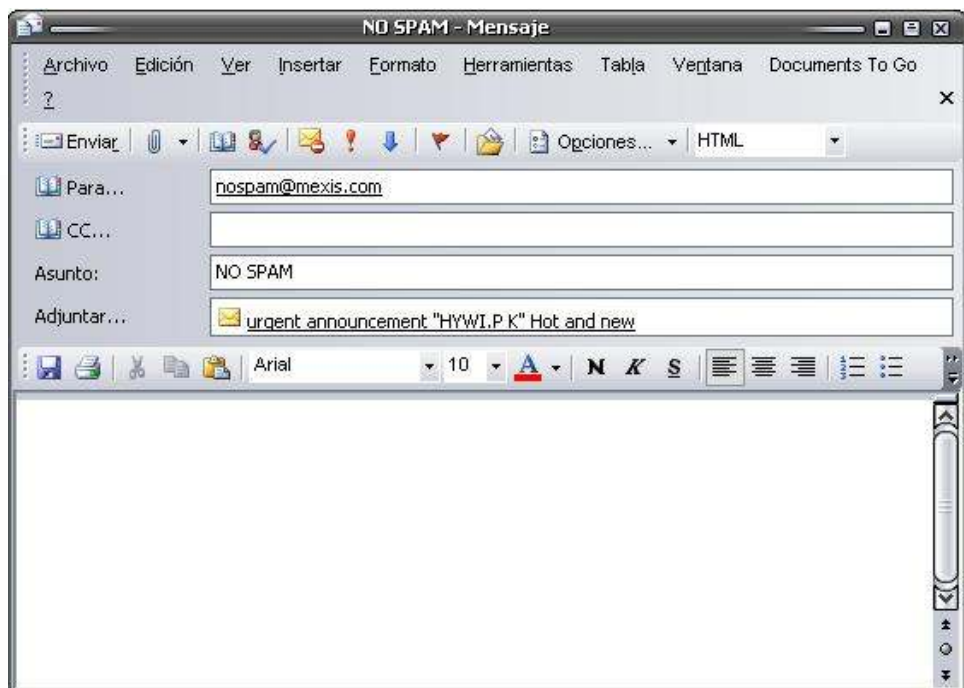 NO SPAM - Mensaje
Archivo Edición Ver Insertar Formato Herramientas Tabla Ventana Documents To Go
?
Enviar Opciones... HTML
Para... nospam@mexis.com
CC...
Asunto: NO SPAM
Adjuntar... urgent announcement "HYWI.P K" Hot and new
Arial 10 A N K S